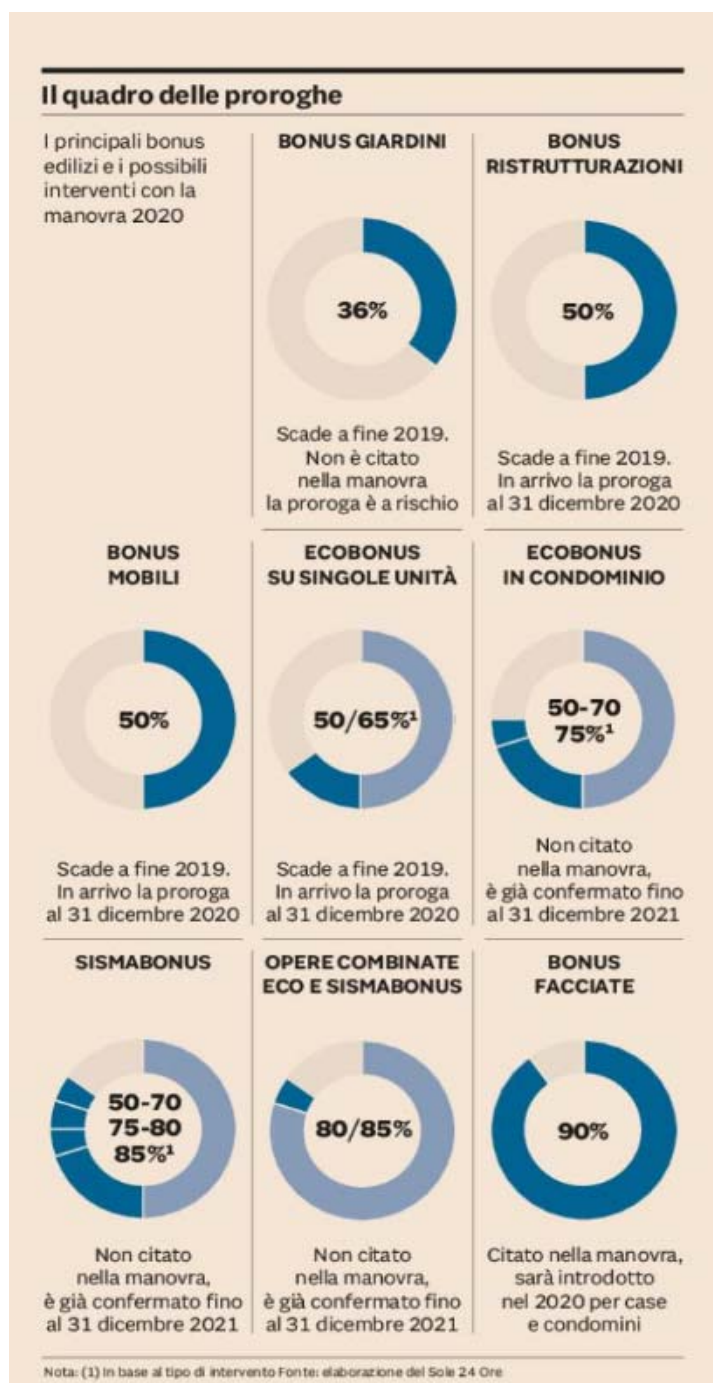 Il quadro delle proroghe
I principali bonus
edilizi e i possibili
interventi con la
manovra 2020
BONUS GIARDINI
36%
Scade a fine 2019.
Non è citato
nella manovra
la proroga è a rischio
BONUS
RISTRUTTURAZIONI
50%
Scade a fine 2019.
In arrivo la proroga
al 31 dicembre 2020
BONUS
MOBILI
50%
Scade a fine 2019.
In arrivo la proroga
al 31 dicembre 2020
ECOBONUS
SU SINGOLE UNITÀ
50/65%¹
Scade a fine 2019.
In arrivo la proroga
al 31 dicembre 2020
ECOBONUS
IN CONDOMINIO
50-70
75%¹
Non citato
nella manovra,
è già confermato fino
al 31 dicembre 2021
SISMABONUS
50-70
75-80
85%¹
Non citato
nella manovra,
è già confermato fino
al 31 dicembre 2021
OPERE COMBINATE
ECO E SISMABONUS
80/85%
Non citato
nella manovra,
è già confermato fino
al 31 dicembre 2021
BONUS
FACCIATE
90%
Citato nella manovra,
sarà introdotto
nel 2020 per case
e condomini
Nota: (1) In base al tipo di intervento Fonte: elaborazione del Sole 24 Ore